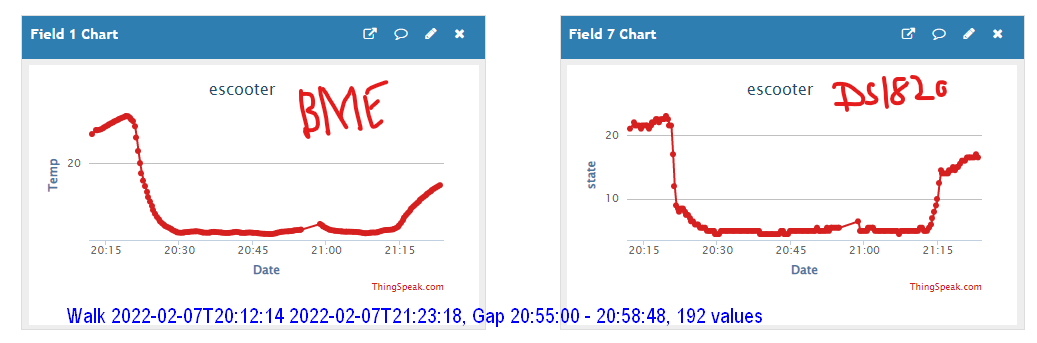 Field 1 Chart
escooter
BME
Temp
20
20:15 20:30 20:45 21:00 21:15
Date
ThingSpeak.com
Field 7 Chart
escooter
DS1820
state
20
10
20:15 20:30 20:45 21:00 21:15
Date
ThingSpeak.com
Walk 2022-02-07T20:12:14 2022-02-07T21:23:18, Gap 20:55:00 - 20:58:48, 192 values